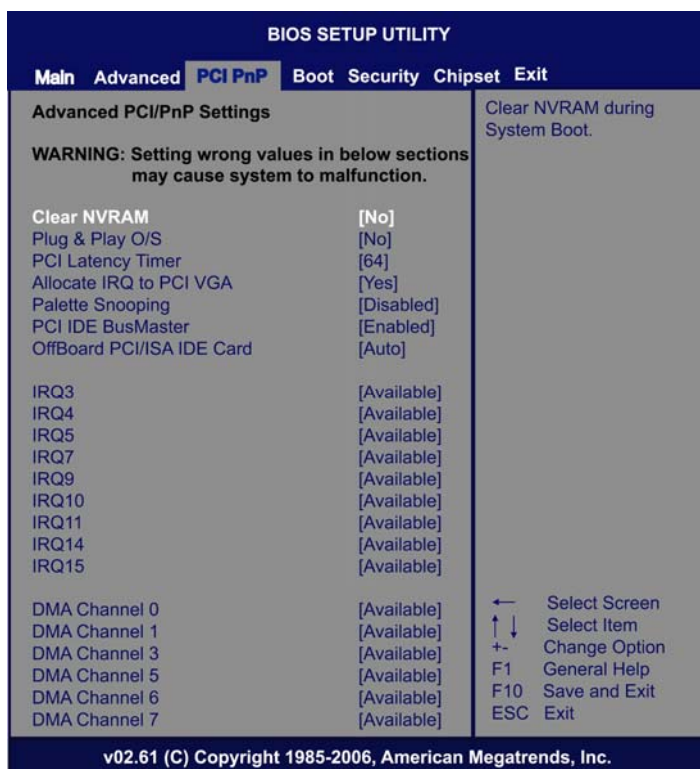 BIOS SETUP UTILITY
Main Advanced PCI PnP Boot Security Chipset Exit
Advanced PCI/PnP Settings
WARNING: Setting wrong values in below sections
may cause system to malfunction.
Clear NVRAM [No]
Plug & Play O/S [No]
PCI Latency Timer [64]
Allocate IRQ to PCI VGA [Yes]
Palette Snooping [Disabled]
PCI IDE BusMaster [Enabled]
OffBoard PCI/ISA IDE Card [Auto]
IRQ3 [Available]
IRQ4 [Available]
IRQ5 [Available]
IRQ7 [Available]
IRQ9 [Available]
IRQ10 [Available]
IRQ11 [Available]
IRQ14 [Available]
IRQ15 [Available]
DMA Channel 0 [Available]
DMA Channel 1 [Available]
DMA Channel 3 [Available]
DMA Channel 5 [Available]
DMA Channel 6 [Available]
DMA Channel 7 [Available]
Clear NVRAM during
System Boot.
← Select Screen
↑↓ Select Item
+- Change Option
F1 General Help
F10 Save and Exit
ESC Exit
v02.61 (C) Copyright 1985-2006, American Megatrends, Inc.